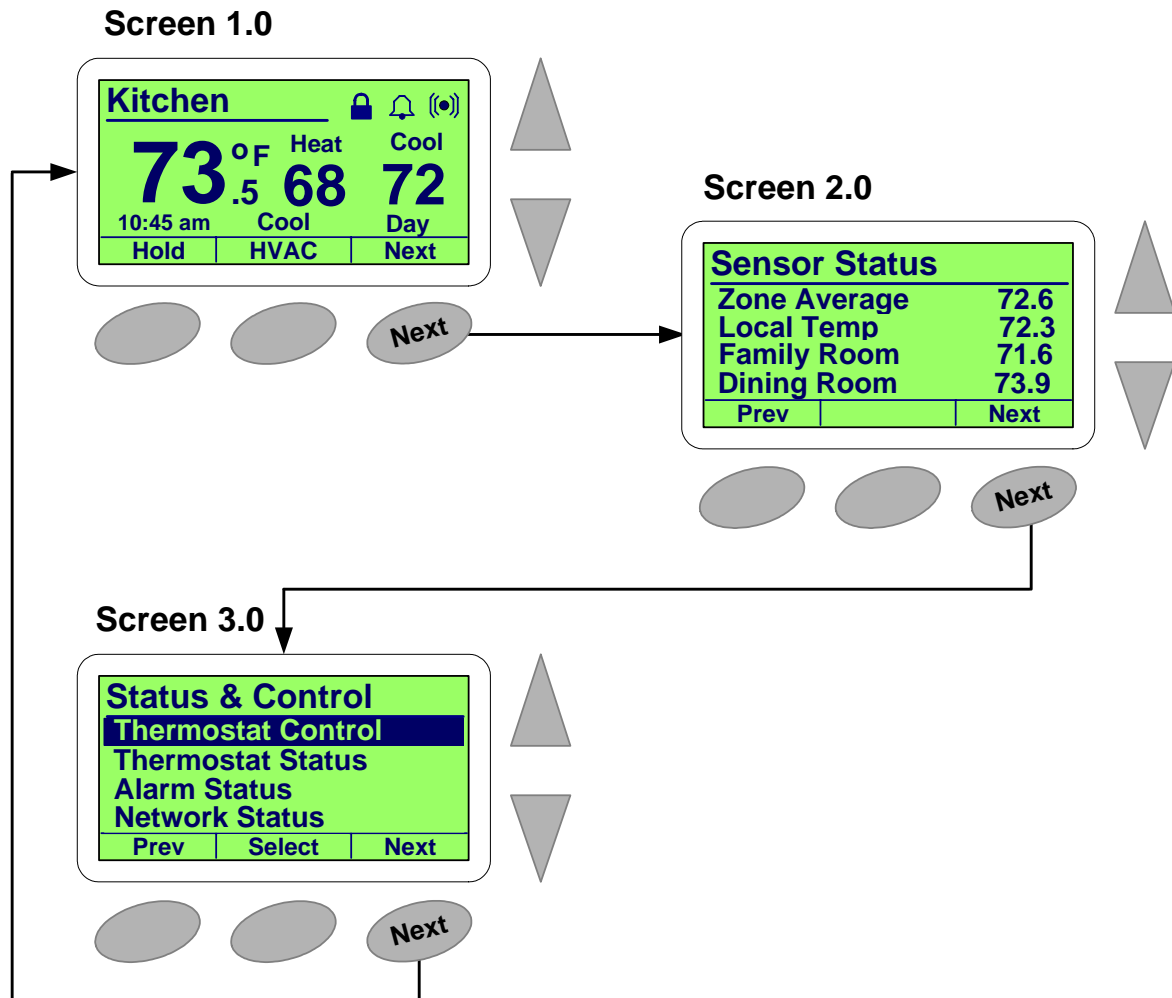 Screen 1.0
Kitchen
Heat Cool
73 °F .5 68 72
10:45 am Cool Day
Hold HVAC Next
Next
Screen 2.0
Sensor Status
Zone Average 72.6
Local Temp 72.3
Family Room 71.6
Dining Room 73.9
Prev Next
Next
Screen 3.0
Status & Control
Thermostat Control
Thermostat Status
Alarm Status
Network Status
Prev Select Next
Next